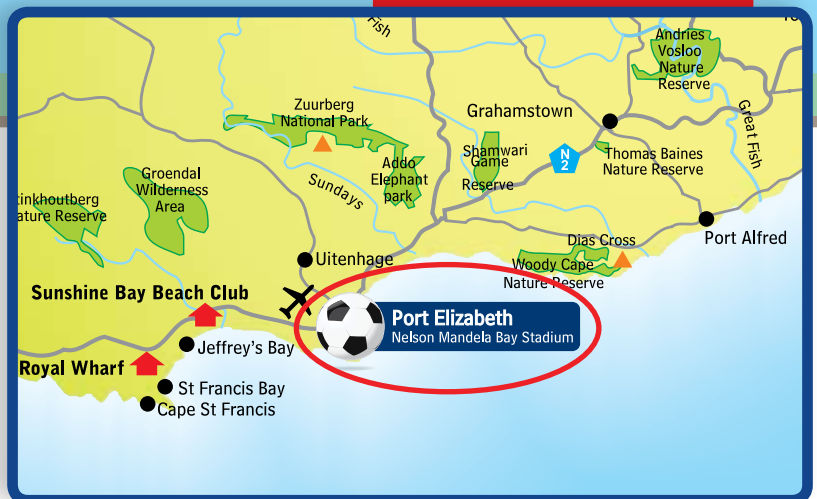 Fish
Andries
Vosloo
Nature
Reserve
Zuurberg
National Park
Grahamstown
Great Fish
Shamwari
Game
Reserve
N
2
Thomas Baines
Nature Reserve
Addo
Elephant
park
Groendal
Wilderness
Area
Sundays
Reserve
Dias Cross
Port Alfred
Uitenhage
Woody Cape
Nature Reserve
Sunshine Bay Beach Club
Port Elizabeth
Nelson Mandela Bay Stadium
Jeffrey's Bay
Royal Wharf
St Francis Bay
Cape St Francis